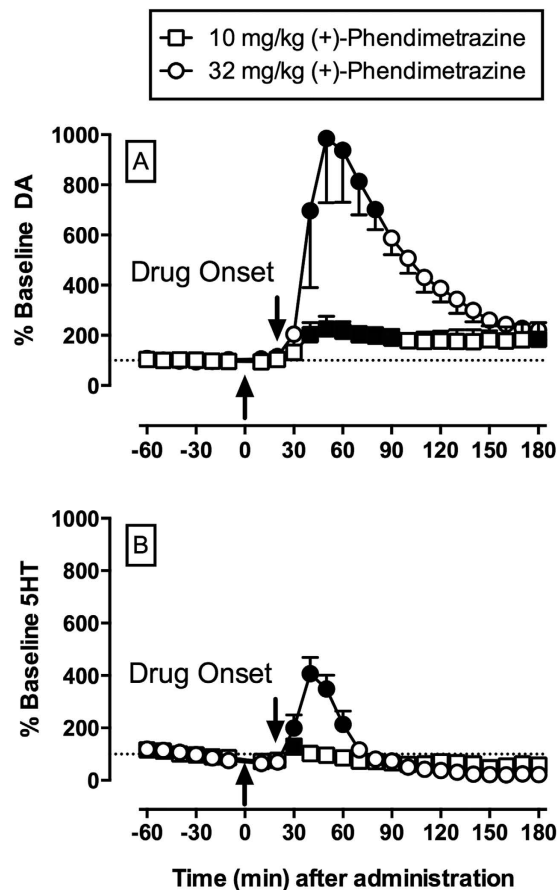 10 mg/kg (+)-Phendimetrazine
32 mg/kg (+)-Phendimetrazine
A
% Baseline DA
1000
800
600
400
200
0
Drug Onset
-60 -30 0 30 60 90 120 150 180
B
% Baseline 5HT
1000
800
600
400
200
0
Drug Onset
-60 -30 0 30 60 90 120 150 180
Time (min) after administration